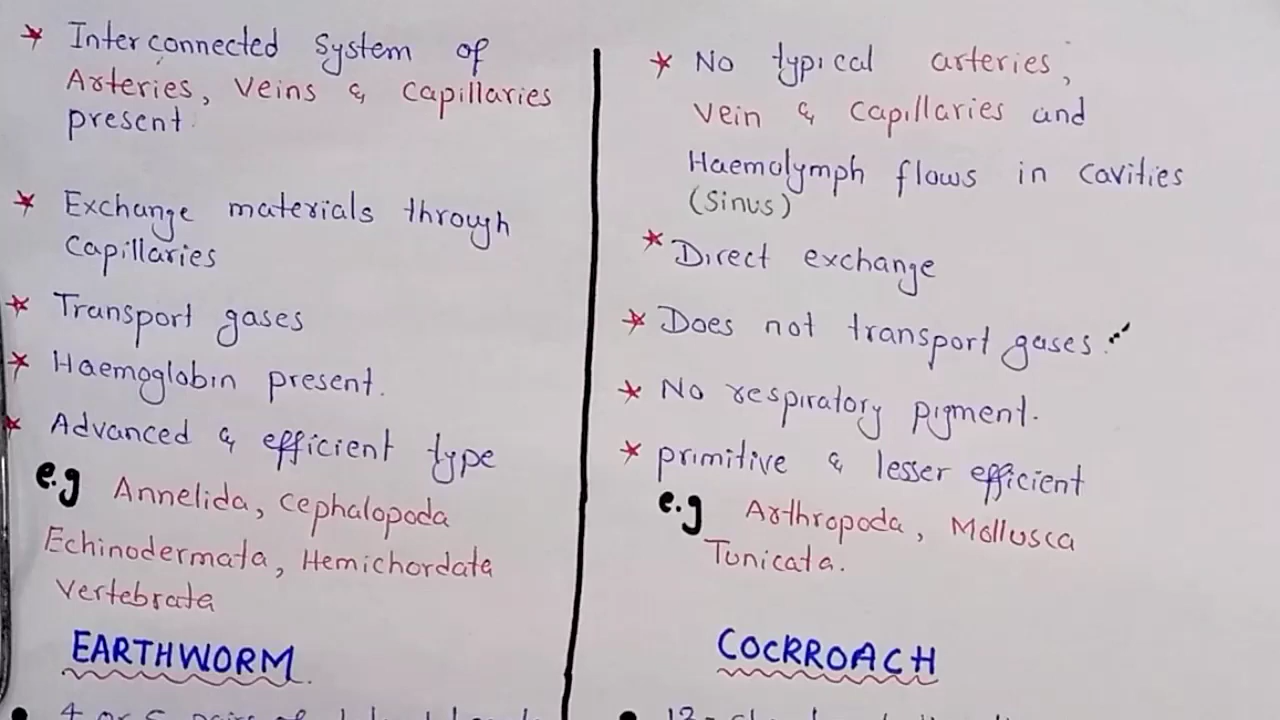 * Interconnected System of
Arteries, Veins & Capillaries
present.
* Exchange materials through
Capillaries
* Transport gases
* Haemoglobin present.
* Advanced & efficient type
e.g Annelida, Cephalopoda
Echinodermata, Hemichordata
Vertebrata
EARTHWORM.
* No typical arteries,
Vein & Capillaries and
Haemolymph flows in cavities
(Sinus)
* Direct exchange
* Does not transport gases.
* No respiratory pigment.
* primitive & lesser efficient
e.g Arthropoda, Mollusca
Tunicata.
COCKROACH